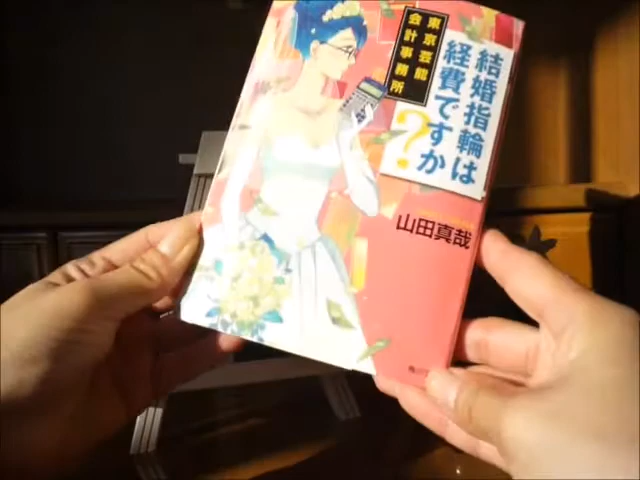 東京芸能
会計事務所
結婚指輪は
経費ですか
?
山田真哉